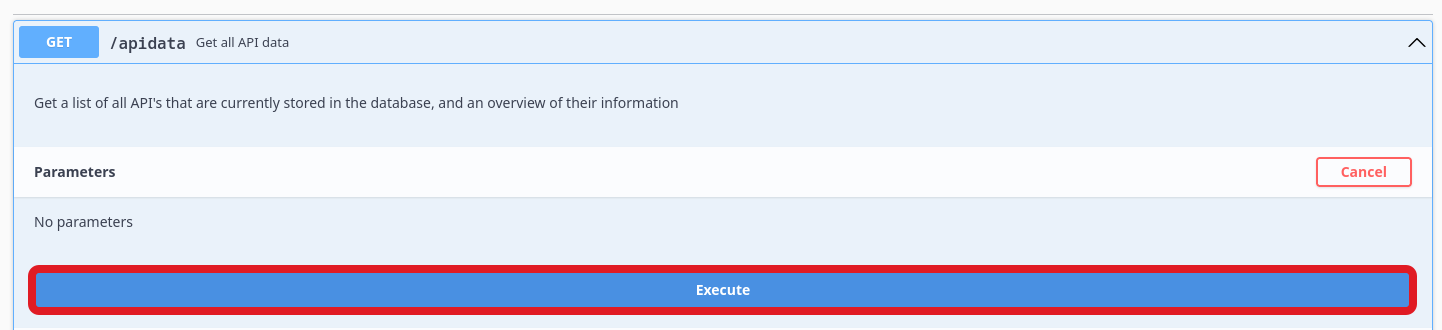 GET /apidata Get all API data
Get a list of all API's that are currently stored in the database, and an overview of their information
Parameters Cancel
No parameters
Execute